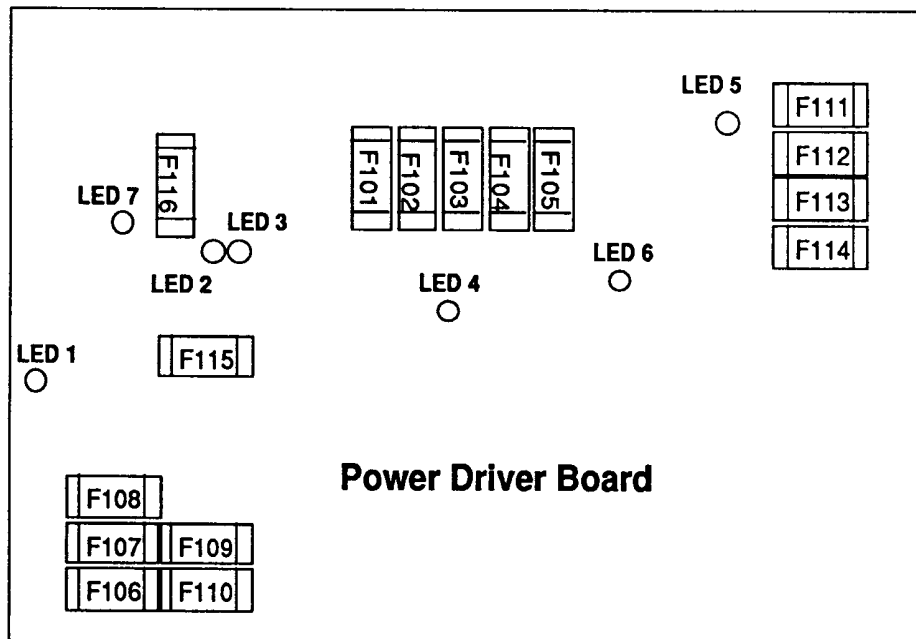 LED 5
F111
F112
F113
F114
F116
LED 7
LED 3
LED 2
F101
F102
F103
F104
F105
LED 6
LED 4
LED 1
F115
Power Driver Board
F108
F107
F109
F106
F110